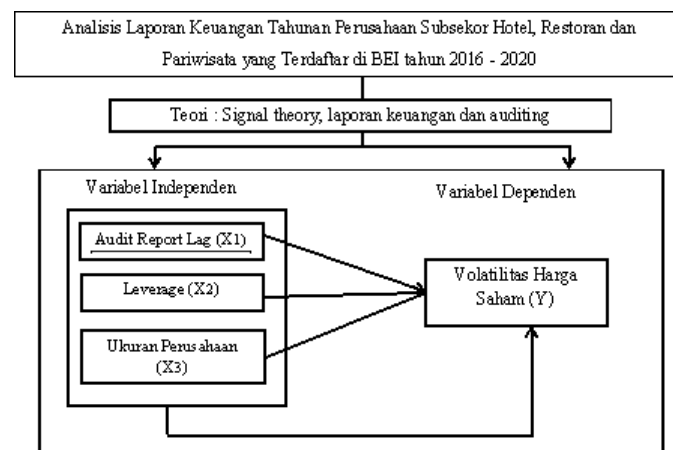 Analisis Laporan Keuangan Tahunan Perusahaan Subsekor Hotel, Restoran dan
Pariwisata yang Terdaftar di BEI tahun 2016 - 2020
Teori : Signal theory, laporan keuangan dan auditing
Variabel Independen
Variabel Dependen
Audit Report Lag (X1)
Leverage (X2)
Ukuran Perusahaan
(X3)
Volatilitas Harga
Saham (Y)